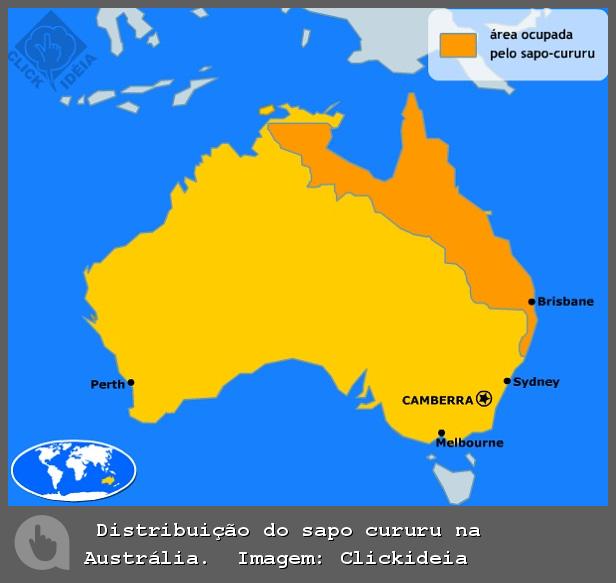 CLICK IDÉIA
área ocupada
pelo sapo-cururu
Brisbane
Perth
Sydney
CAMBERRA
Melbourne
Distribuição do sapo cururu na
Austrália. Imagem: Clickideia